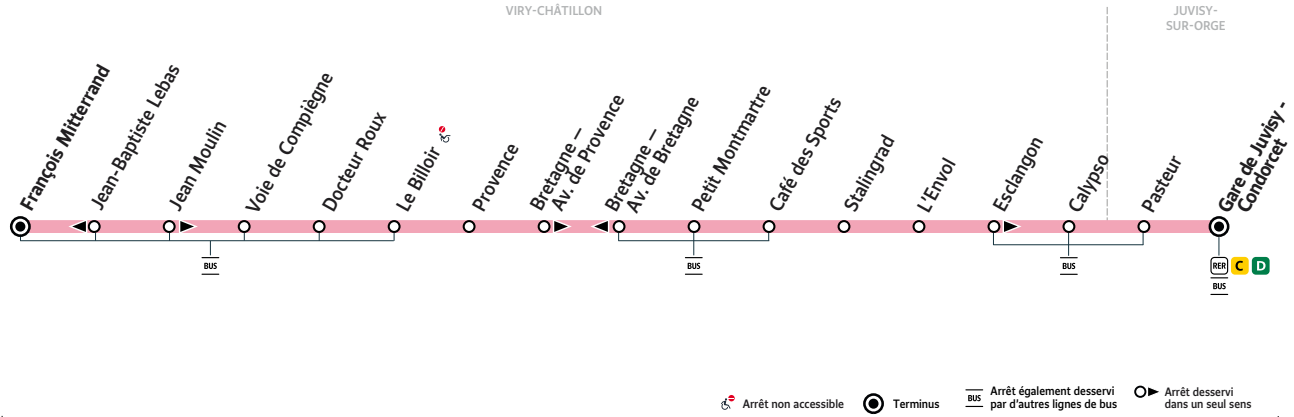 VIRY-CHÂTILLON
JUVISY-
SUR-ORGE
François Mitterrand
Jean-Baptiste Lebas
Jean Moulin
Voie de Compiègne
Docteur Roux
Le Billoir
Provence
Bretagne –
Av. de Provence
Bretagne –
Av. de Bretagne
Petit Montmartre
Café des Sports
Stalingrad
L'Envol
Esclangon
Calypso
Pasteur
Gare de Juvisy -
Condorcet
BUS
BUS
BUS
RER C D
BUS
Arrêt non accessible
Terminus
BUS
Arrêt également desservi
par d'autres lignes de bus
Arrêt desservi
dans un seul sens